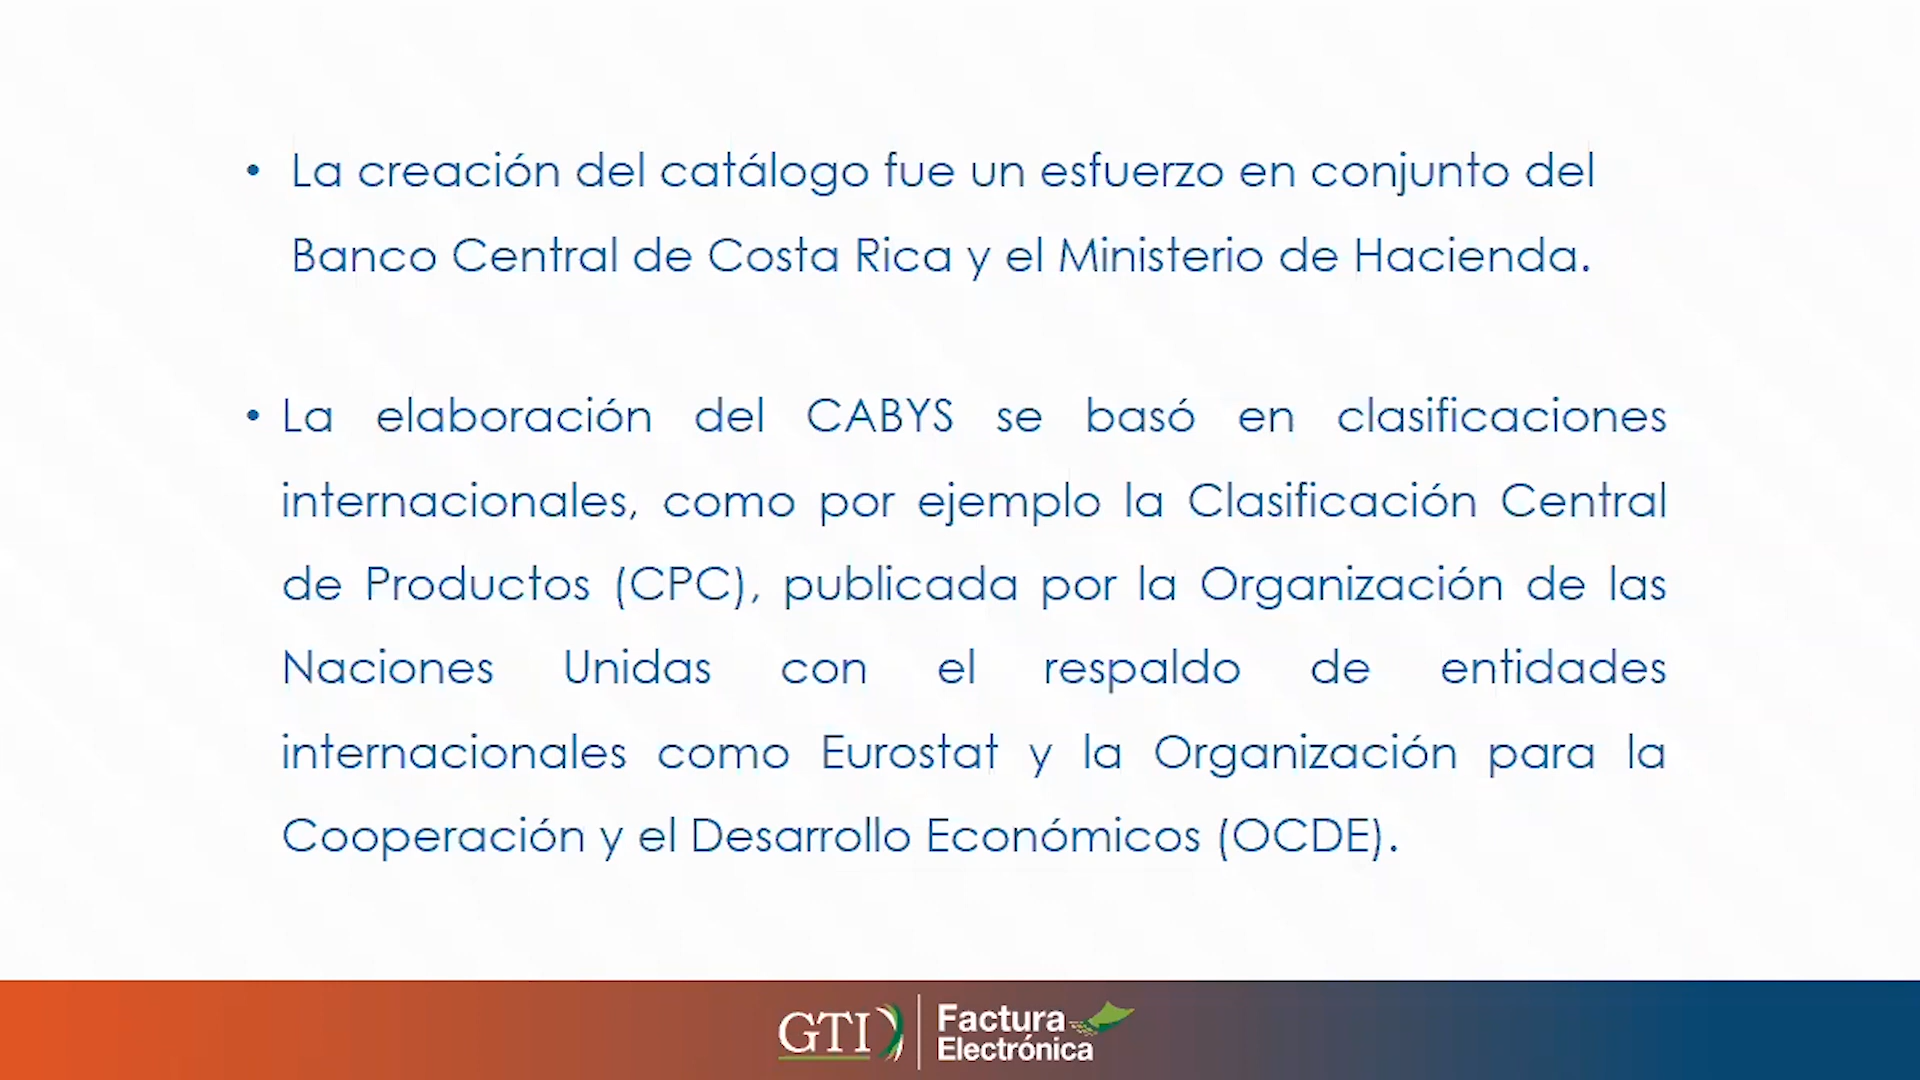 • La creación del catálogo fue un esfuerzo en conjunto del
Banco Central de Costa Rica y el Ministerio de Hacienda.
• La elaboración del CABYS se basó en clasificaciones
internacionales, como por ejemplo la Clasificación Central
de Productos (CPC), publicada por la Organización de las
Naciones Unidas con el respaldo de entidades
internacionales como Eurostat y la Organización para la
Cooperación y el Desarrollo Económicos (OCDE).
GTI
Factura
Electrónica